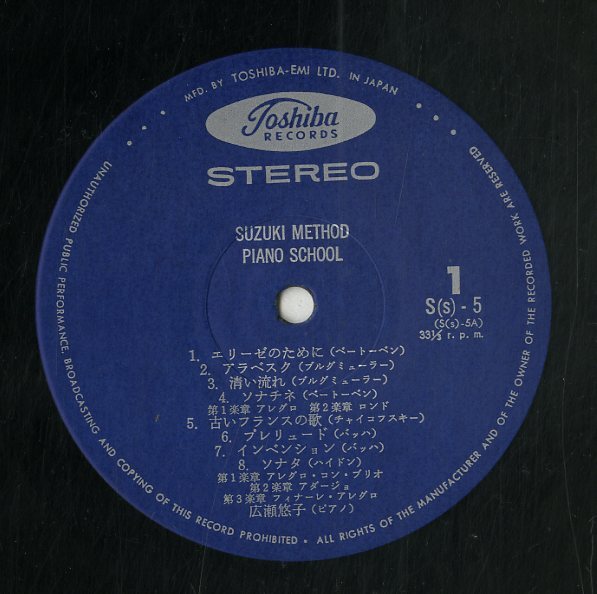 MFD. BY TOSHIBA-EMI LTD. IN JAPAN
Toshiba
RECORDS
STEREO
SUZUKI METHOD
PIANO SCHOOL
1
S(s)-5
(S(s)-5A)
33⅓ r. p. m.
1. エリーゼのために(ベートーベン)
2. アラベスク(ブルグミューラー)
3. 清い流れ(ブルグミューラー)
4. ソナチネ(ベートーベン)
第1楽章 アレグロ 第2楽章 ロンド
5. 古いフランスの歌(チャイコフスキー)
6. プレリュード(バッハ)
7. インベンション(バッハ)
8. ソナタ(ハイドン)
第1楽章 アレグロ・コン・ブリオ
第2楽章 アダージョ
第3楽章 フィナーレ・アレグロ
広瀬悠子(ピアノ)
UNAUTHORIZED PUBLIC PERFORMANCE. BROADCASTING AND COPYING OF THIS RECORD PROHIBITED • ALL RIGHTS OF THE MANUFACTURER AND OF THE OWNER OF THE RECORDED WORK ARE RESERVED